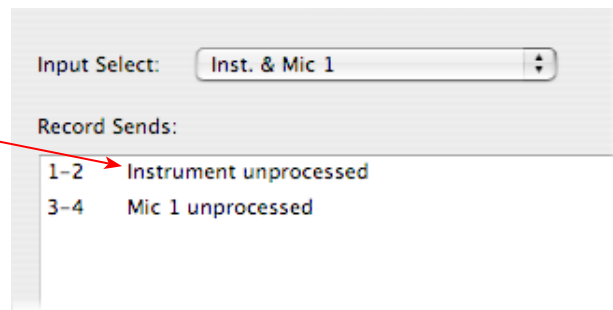 Input Select: Inst. & Mic 1
Record Sends:
1-2 Instrument unprocessed
3-4 Mic 1 unprocessed